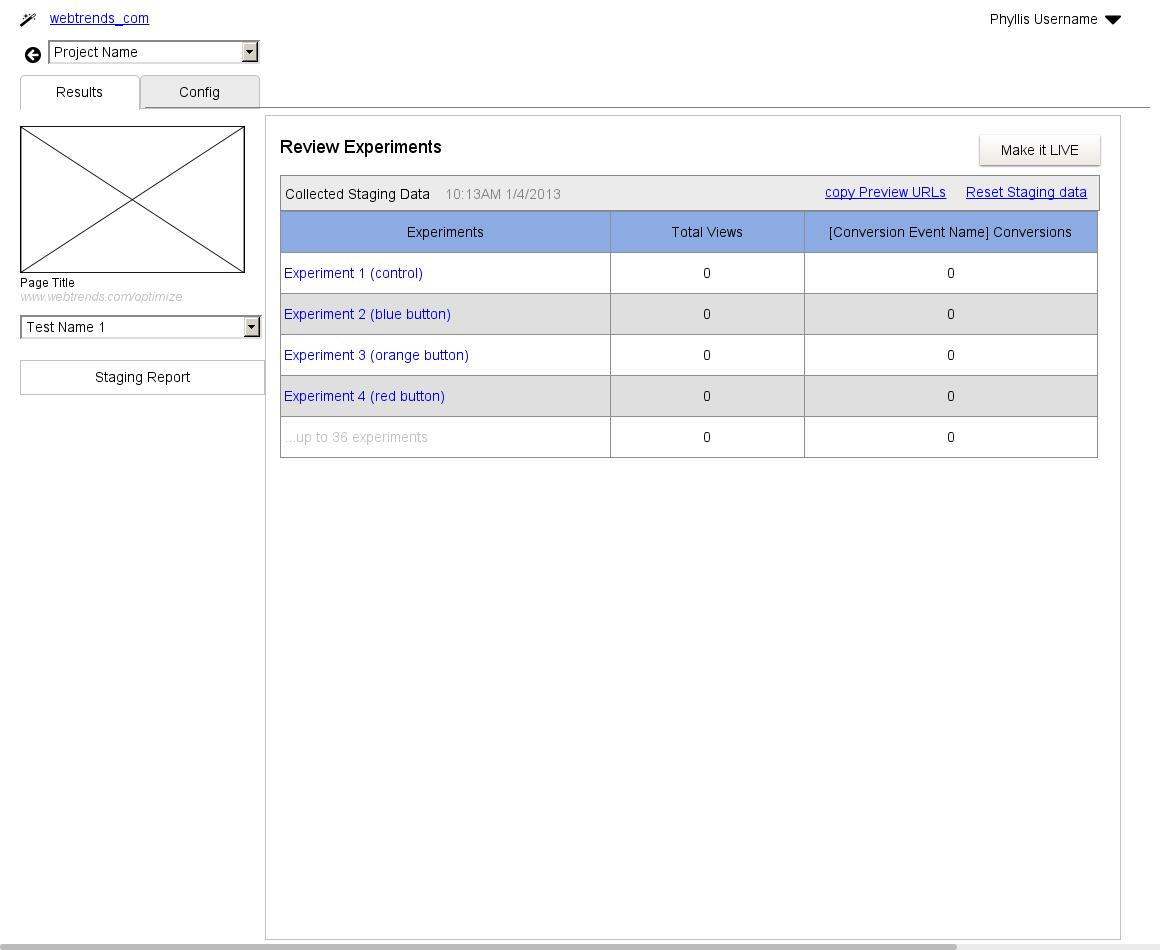 webtrends_com
Phyllis Username
Project Name
Results
Config
Page Title
www.webtrends.com/optimize
Test Name 1
Staging Report
Review Experiments
Make it LIVE
Collected Staging Data 10:13AM 1/4/2013 copy Preview URLs Reset Staging data
Experiments Total Views [Conversion Event Name] Conversions
Experiment 1 (control) 0 0
Experiment 2 (blue button) 0 0
Experiment 3 (orange button) 0 0
Experiment 4 (red button) 0 0
...up to 36 experiments 0 0